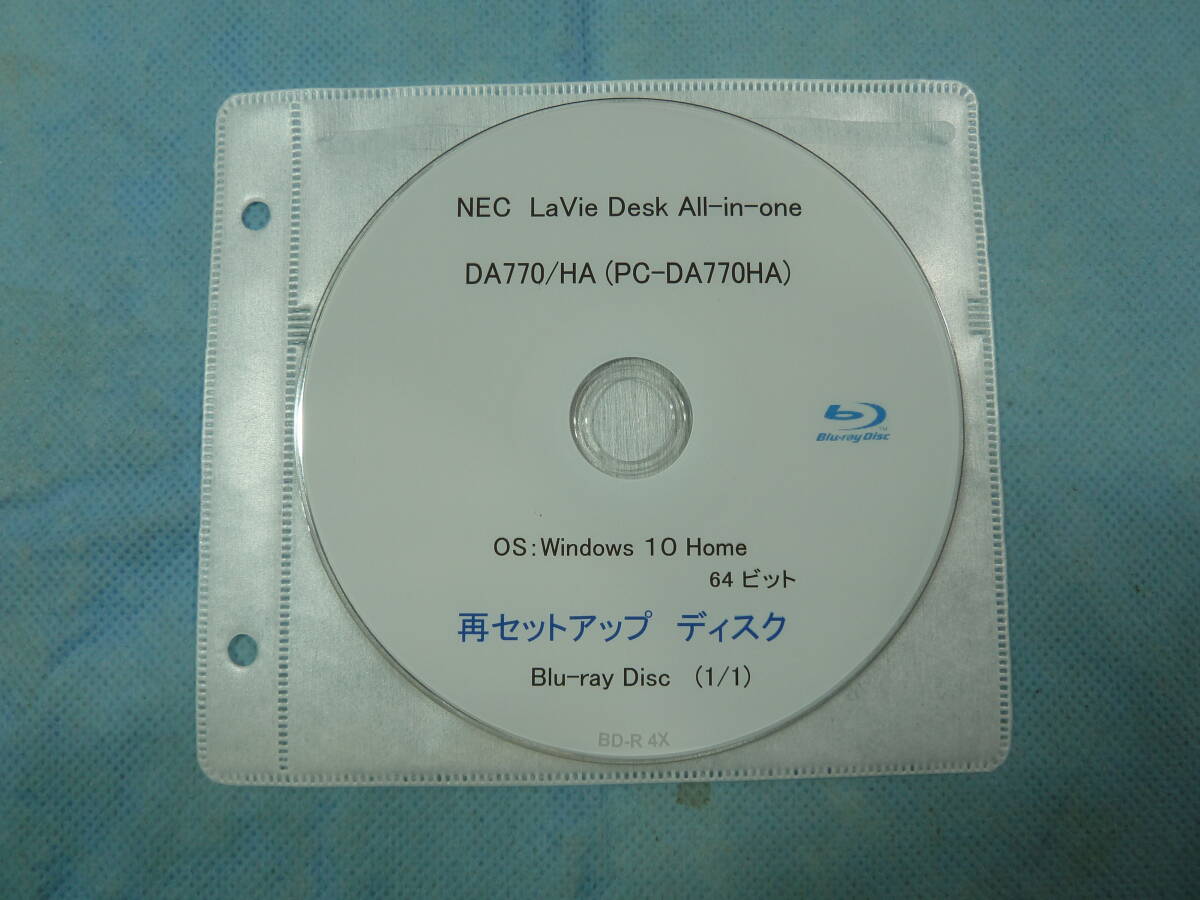 NEC LaVie Desk All-in-one
DA770/HA (PC-DA770HA)
Blu-ray Disc
TM
OS:Windows 10 Home
64 ビット
再セットアップ ディスク
Blu-ray Disc (1/1)
BD-R 4X